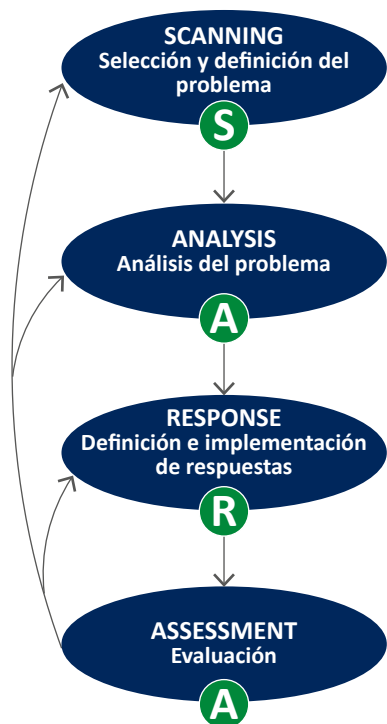 SCANNING
Selección y definición del
problema
S
ANALYSIS
Análisis del problema
A
RESPONSE
Definición e implementación
de respuestas
R
ASSESSMENT
Evaluación
A